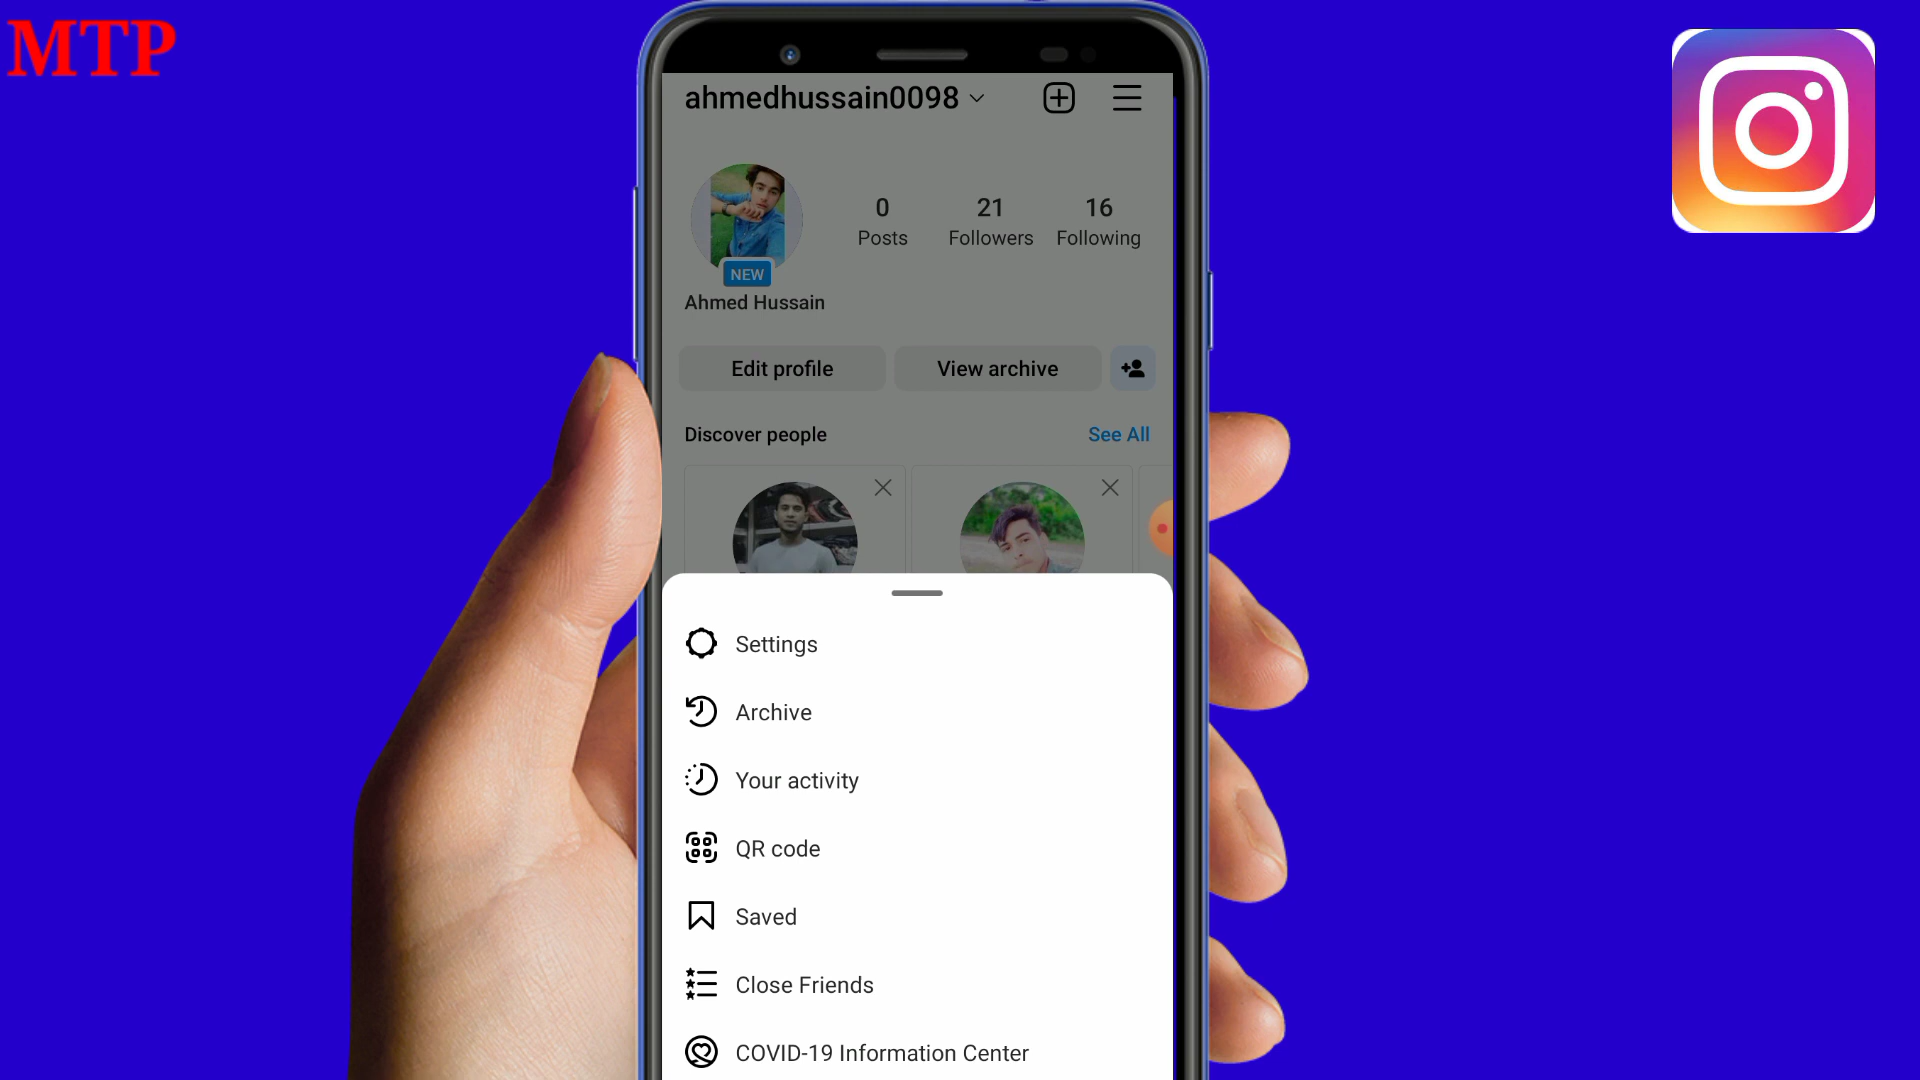 MTP
ahmedhussain0098
0 21 16
Posts Followers Following
NEW
Ahmed Hussain
Edit profile View archive
Discover people See All
Settings
Archive
Your activity
QR code
Saved
Close Friends
COVID-19 Information Center